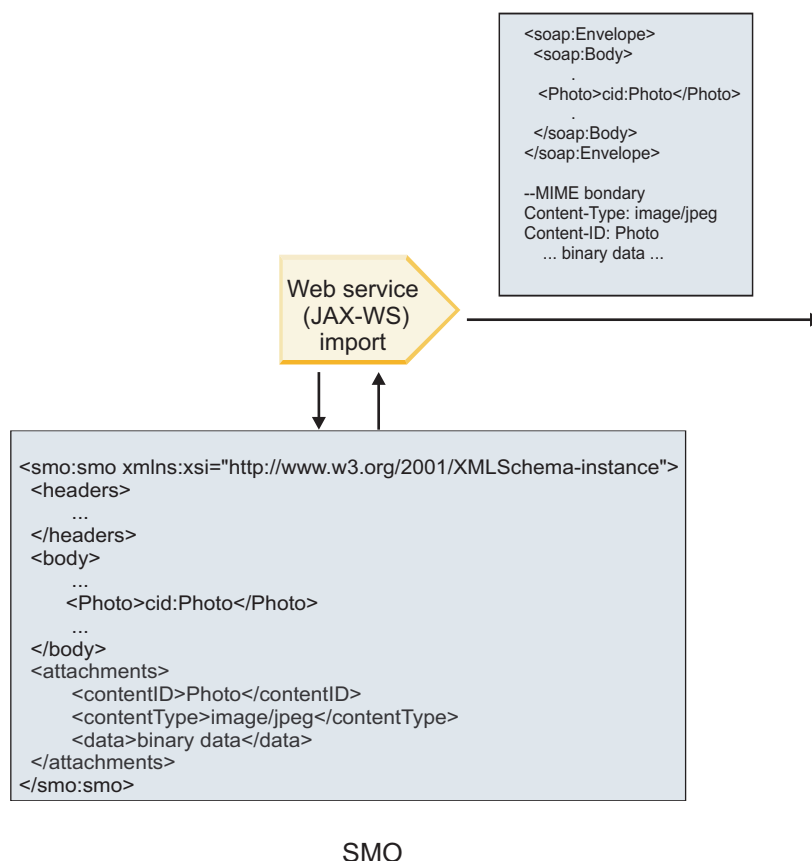 <soap:Envelope>
<soap:Body>
.
<Photo>cid:Photo</Photo>
.
</soap:Body>
</soap:Envelope>
--MIME bondary
Content-Type: image/jpeg
Content-ID: Photo
... binary data ...
Web service
(JAX-WS)
import
<smo:smo xmlns:xsi="http://www.w3.org/2001/XMLSchema-instance">
<headers>
...
</headers>
<body>
...
<Photo>cid:Photo</Photo>
...
</body>
<attachments>
<contentID>Photo</contentID>
<contentType>image/jpeg</contentType>
<data>binary data</data>
</attachments>
</smo:smo>
SMO